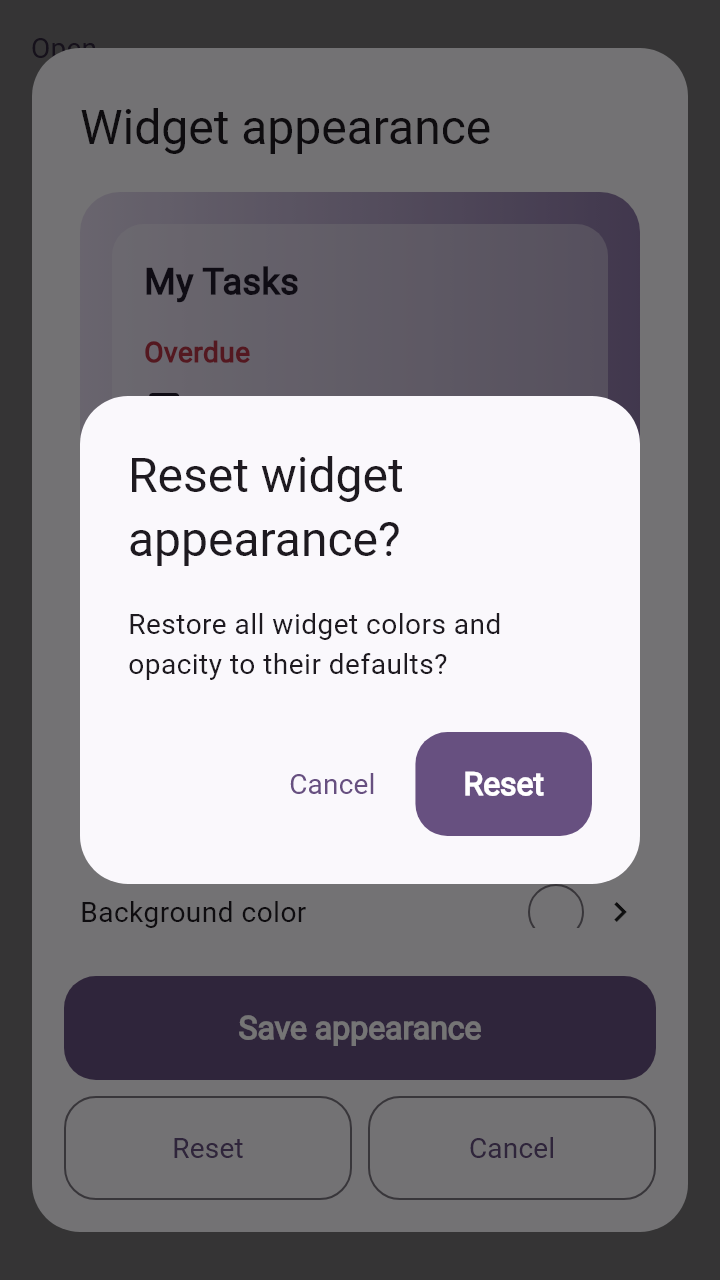 Open
Widget appearance
My Tasks
Overdue
Reset widget
appearance?
Restore all widget colors and
opacity to their defaults?
Cancel
Reset
Background color
Save appearance
Reset
Cancel